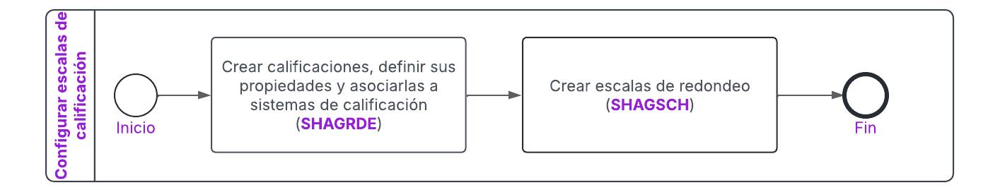 Configurar escalas de
calificación
Inicio
Crear calificaciones, definir sus
propiedades y asociarlas a
sistemas de calificación
(SHAGRDE)
Crear escalas de redondeo
(SHAGSCH)
Fin